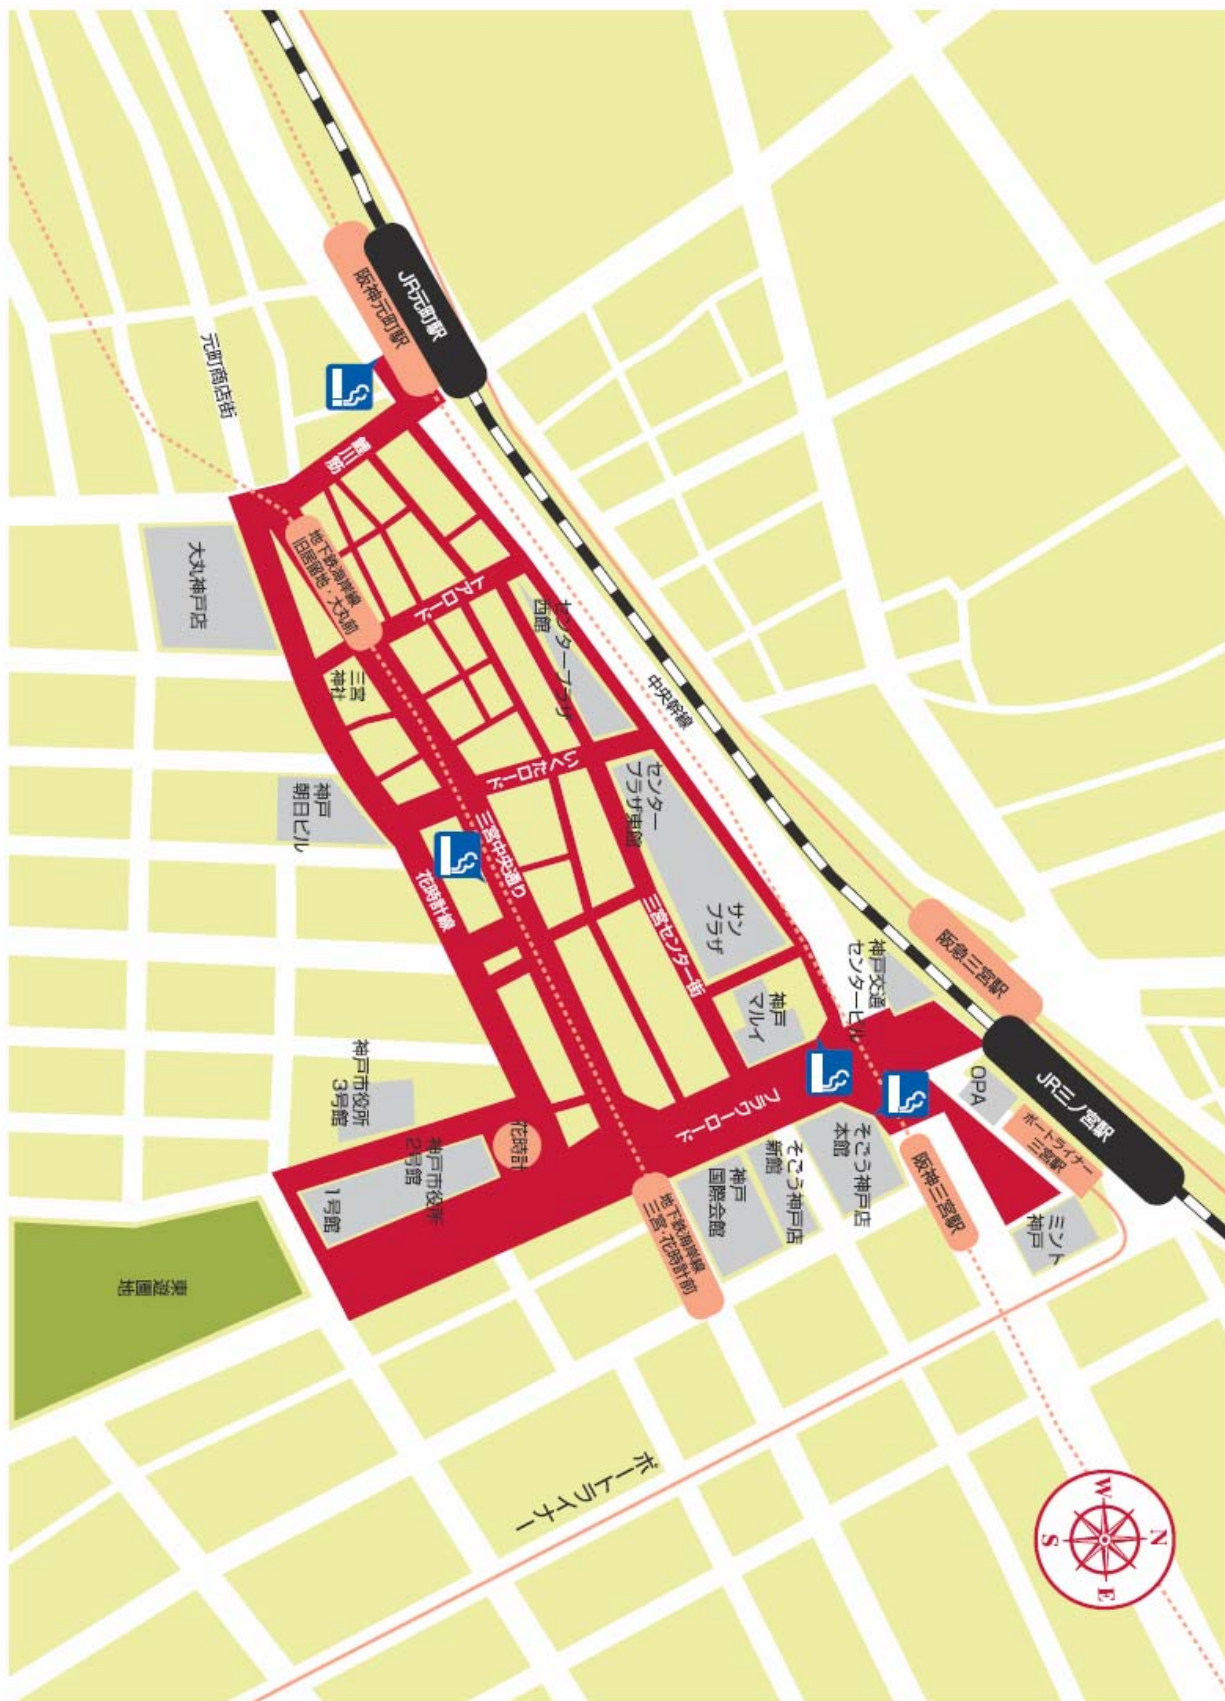 JR元町駅
阪神元町駅
元町商店街
鯉川筋
地下鉄海岸線
旧居留地・大丸前
大丸神戸店
トアロード
センタープラザ
西館
三宮
神社
中央幹線
いくたロード
センター
プラザ東館
神戸
朝日ビル
三宮中央通り
花時計線
サン
プラザ
三宮センター街
阪急三宮駅
神戸交通
センタービル
神戸
マルイ
JR三ノ宮駅
OPA
ポートライナー
三宮駅
フラワーロード
そごう神戸店
本館
そごう神戸店
新館
阪神三宮駅
ミント
神戸
神戸
国際会館
神戸市役所
3号館
花時計
神戸市役所
2号館
1号館
地下鉄海岸線
三宮・花時計前
東遊園地
ポートライナー
N
W
E
S